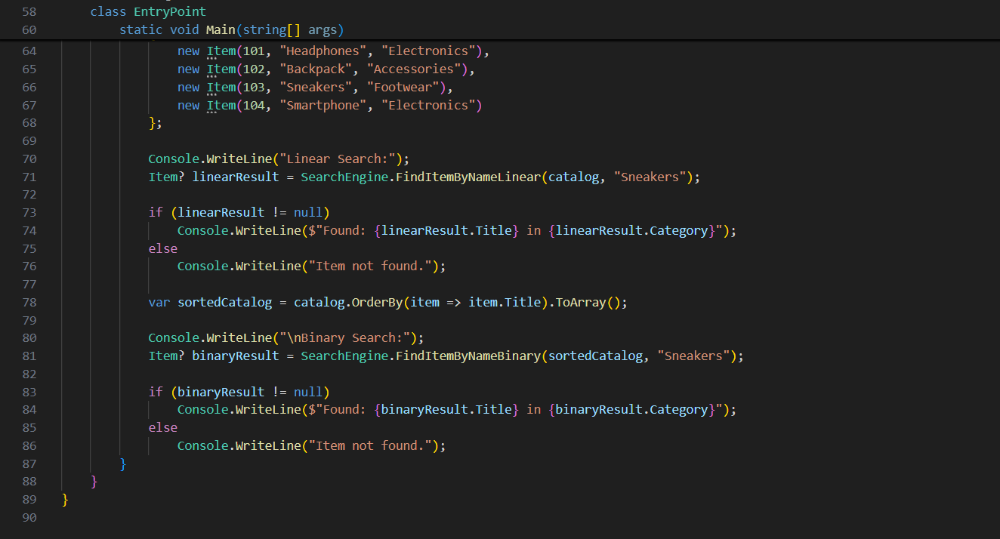 58 class EntryPoint
60 static void Main(string[] args)
64 new Item(101, "Headphones", "Electronics"),
65 new Item(102, "Backpack", "Accessories"),
66 new Item(103, "Sneakers", "Footwear"),
67 new Item(104, "Smartphone", "Electronics")
68 };
69
70 Console.WriteLine("Linear Search:");
71 Item? linearResult = SearchEngine.FindItemByNameLinear(catalog, "Sneakers");
72
73 if (linearResult != null)
74 Console.WriteLine($"Found: {linearResult.Title} in {linearResult.Category}");
75 else
76 Console.WriteLine("Item not found.");
77
78 var sortedCatalog = catalog.OrderBy(item => item.Title).ToArray();
79
80 Console.WriteLine("\nBinary Search:");
81 Item? binaryResult = SearchEngine.FindItemByNameBinary(sortedCatalog, "Sneakers");
82
83 if (binaryResult != null)
84 Console.WriteLine($"Found: {binaryResult.Title} in {binaryResult.Category}");
85 else
86 Console.WriteLine("Item not found.");
87 }
88 }
89 }
90